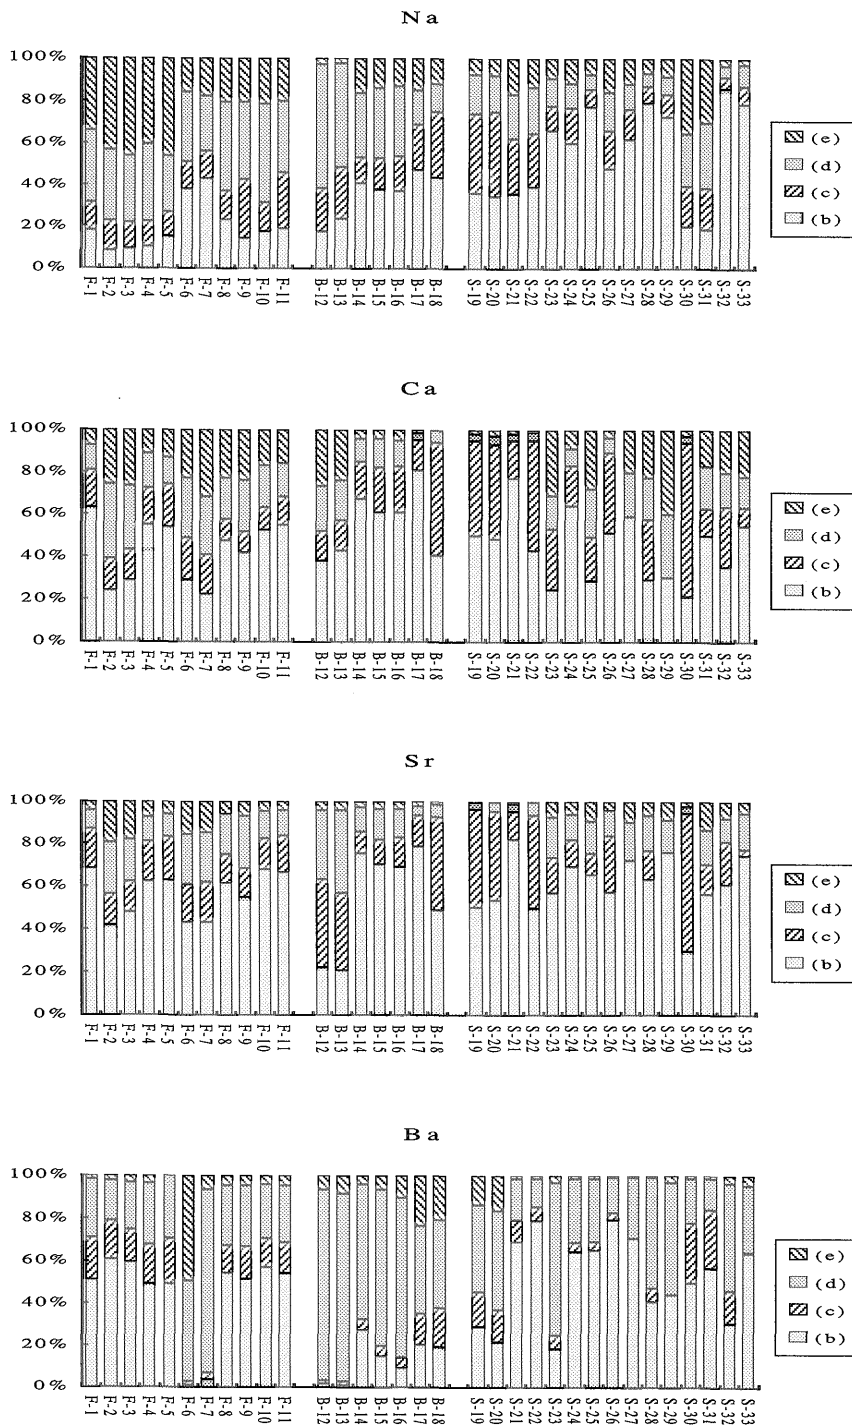 Na
100%
80%
60%
40%
20%
0%
F-1 F-2 F-3 F-4 F-5 F-6 F-7 F-8 F-9 F-10 F-11 B-12 B-13 B-14 B-15 B-16 B-17 B-18 S-19 S-20 S-21 S-22 S-23 S-24 S-25 S-26 S-27 S-28 S-29 S-30 S-31 S-32 S-33
(e)
(d)
(c)
(b)
Ca
100%
80%
60%
40%
20%
0%
F-1 F-2 F-3 F-4 F-5 F-6 F-7 F-8 F-9 F-10 F-11 B-12 B-13 B-14 B-15 B-16 B-17 B-18 S-19 S-20 S-21 S-22 S-23 S-24 S-25 S-26 S-27 S-28 S-29 S-30 S-31 S-32 S-33
(e)
(d)
(c)
(b)
Sr
100%
80%
60%
40%
20%
0%
F-1 F-2 F-3 F-4 F-5 F-6 F-7 F-8 F-9 F-10 F-11 B-12 B-13 B-14 B-15 B-16 B-17 B-18 S-19 S-20 S-21 S-22 S-23 S-24 S-25 S-26 S-27 S-28 S-29 S-30 S-31 S-32 S-33
(e)
(d)
(c)
(b)
Ba
100%
80%
60%
40%
20%
0%
F-1 F-2 F-3 F-4 F-5 F-6 F-7 F-8 F-9 F-10 F-11 B-12 B-13 B-14 B-15 B-16 B-17 B-18 S-19 S-20 S-21 S-22 S-23 S-24 S-25 S-26 S-27 S-28 S-29 S-30 S-31 S-32 S-33
(e)
(d)
(c)
(b)